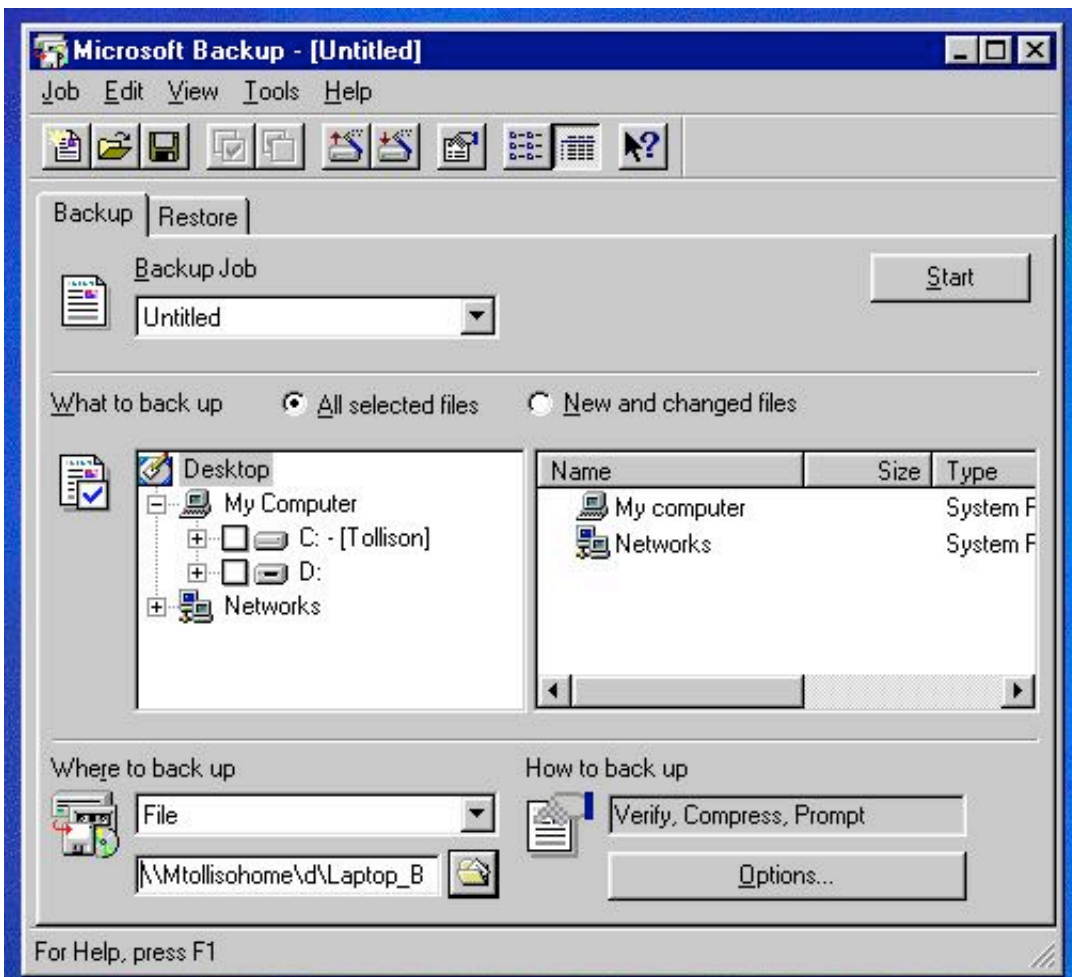 Microsoft Backup - [Untitled]
Job Edit View Tools Help
Backup Restore
Backup Job
Start
Untitled
What to back up All selected files New and changed files
Desktop
My Computer
C: - [Tollison]
D:
Networks
Name Size Type
My computer System F
Networks System F
Where to back up
File
\\Mtollisohome\d\Laptop_B
How to back up
Verify, Compress, Prompt
Options...
For Help, press F1